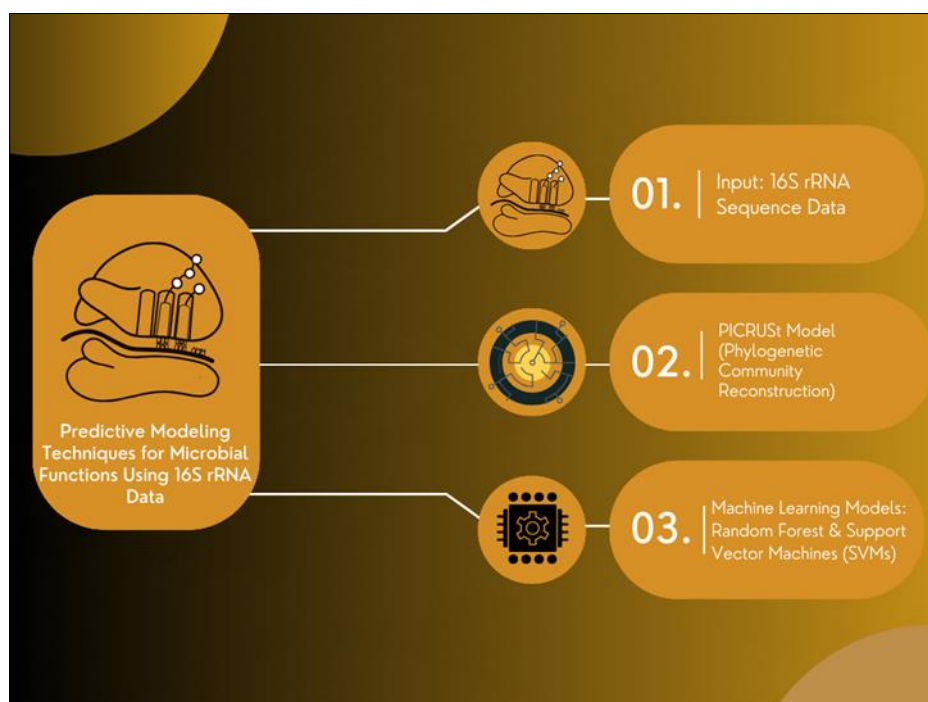 Predictive Modeling
Techniques for Microbial
Functions Using 16S rRNA
Data
01.
Input: 16S rRNA
Sequence Data
02.
PICRUSt Model
(Phylogenetic
Community
Reconstruction)
03.
Machine Learning Models:
Random Forest & Support
Vector Machines (SVMs)